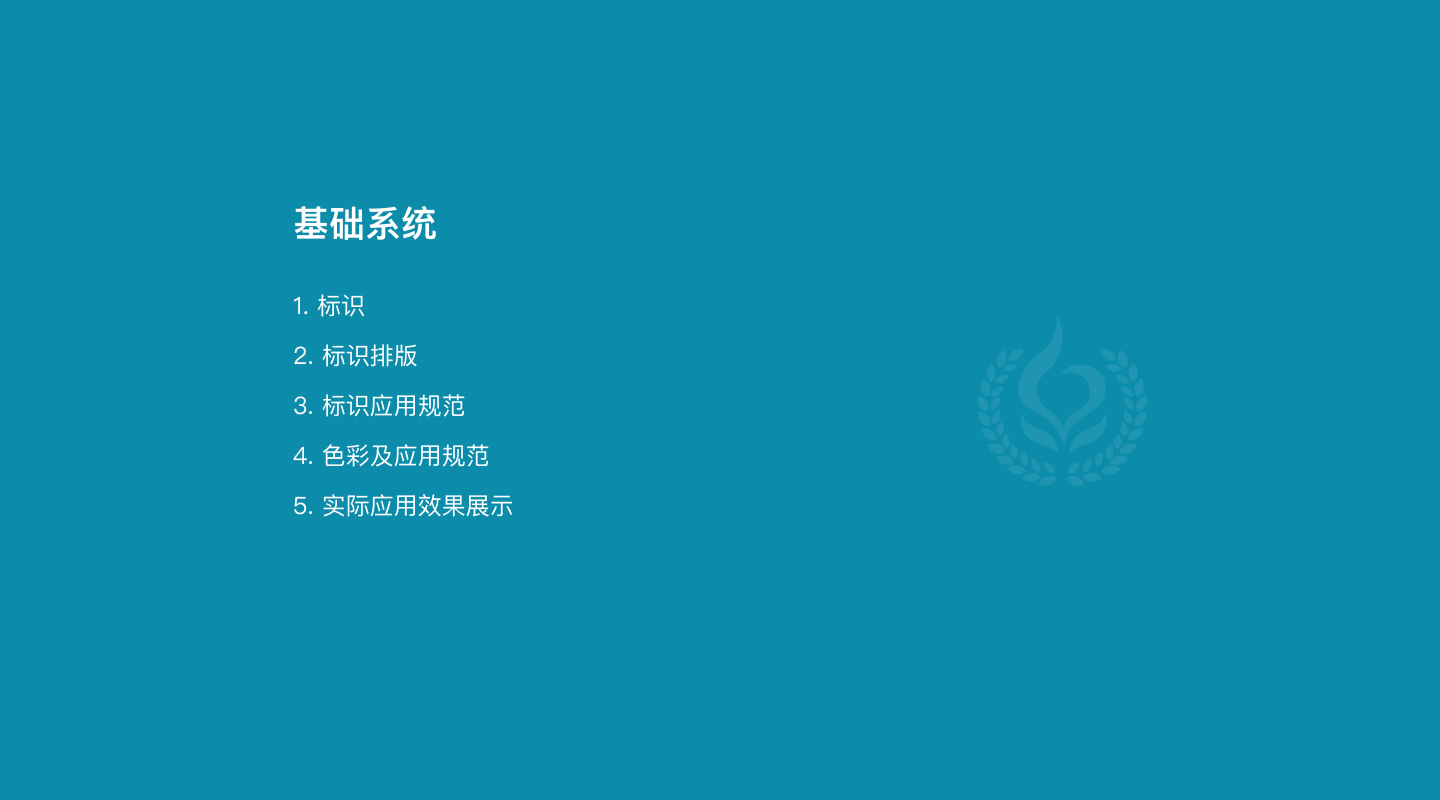 基础系统
1. 标识
2. 标识排版
3. 标识应用规范
4. 色彩及应用规范
5. 实际应用效果展示